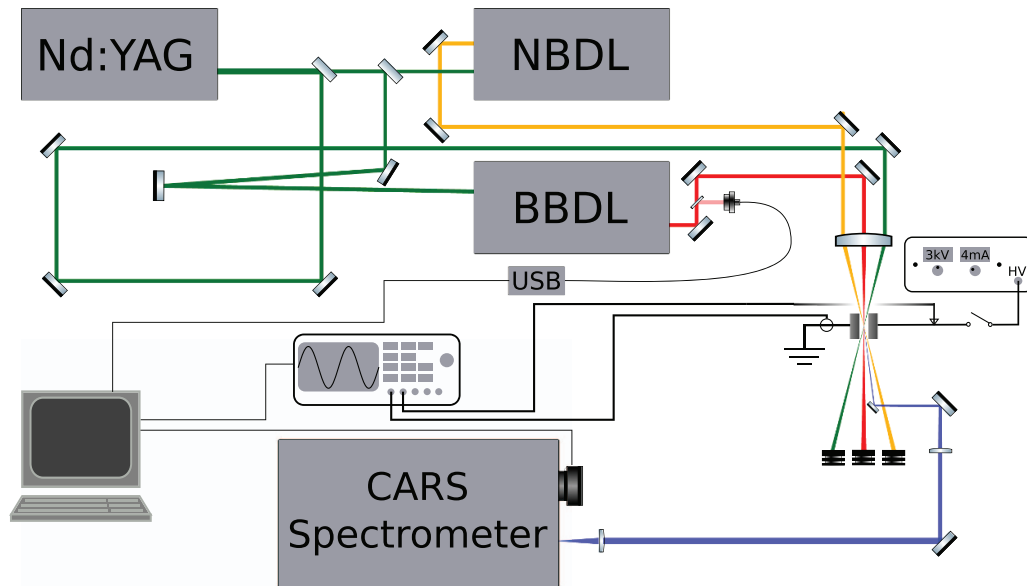 Nd:YAG
NBDL
BBDL
USB
3kV
4mA
HV
CARS
Spectrometer